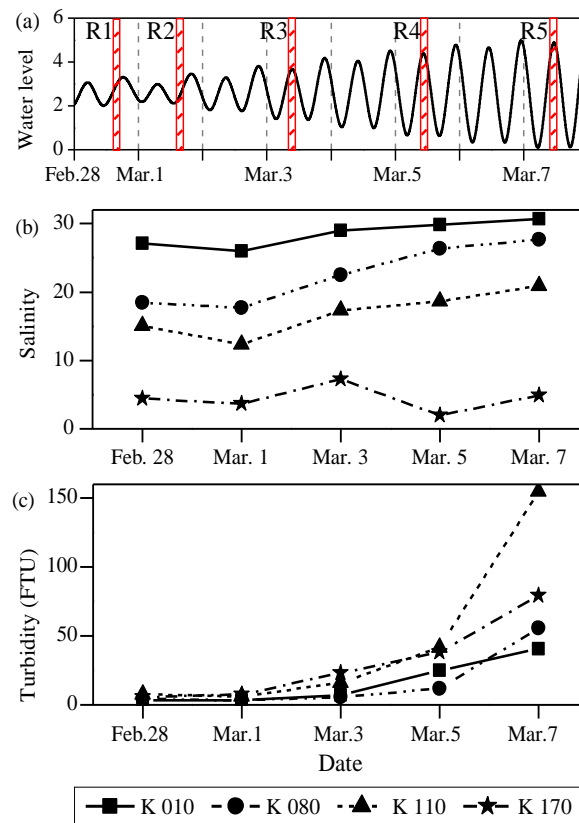 (a)
R1 R2 R3 R4 R5
Water level
6
4
2
0
Feb.28 Mar.1 Mar.3 Mar.5 Mar.7
(b)
Salinity
30
20
10
0
Feb. 28 Mar. 1 Mar. 3 Mar. 5 Mar. 7
(c)
Turbidity (FTU)
150
100
50
0
Feb.28 Mar.1 Mar.3 Mar.5 Mar.7
Date
K 010 K 080 K 110 K 170